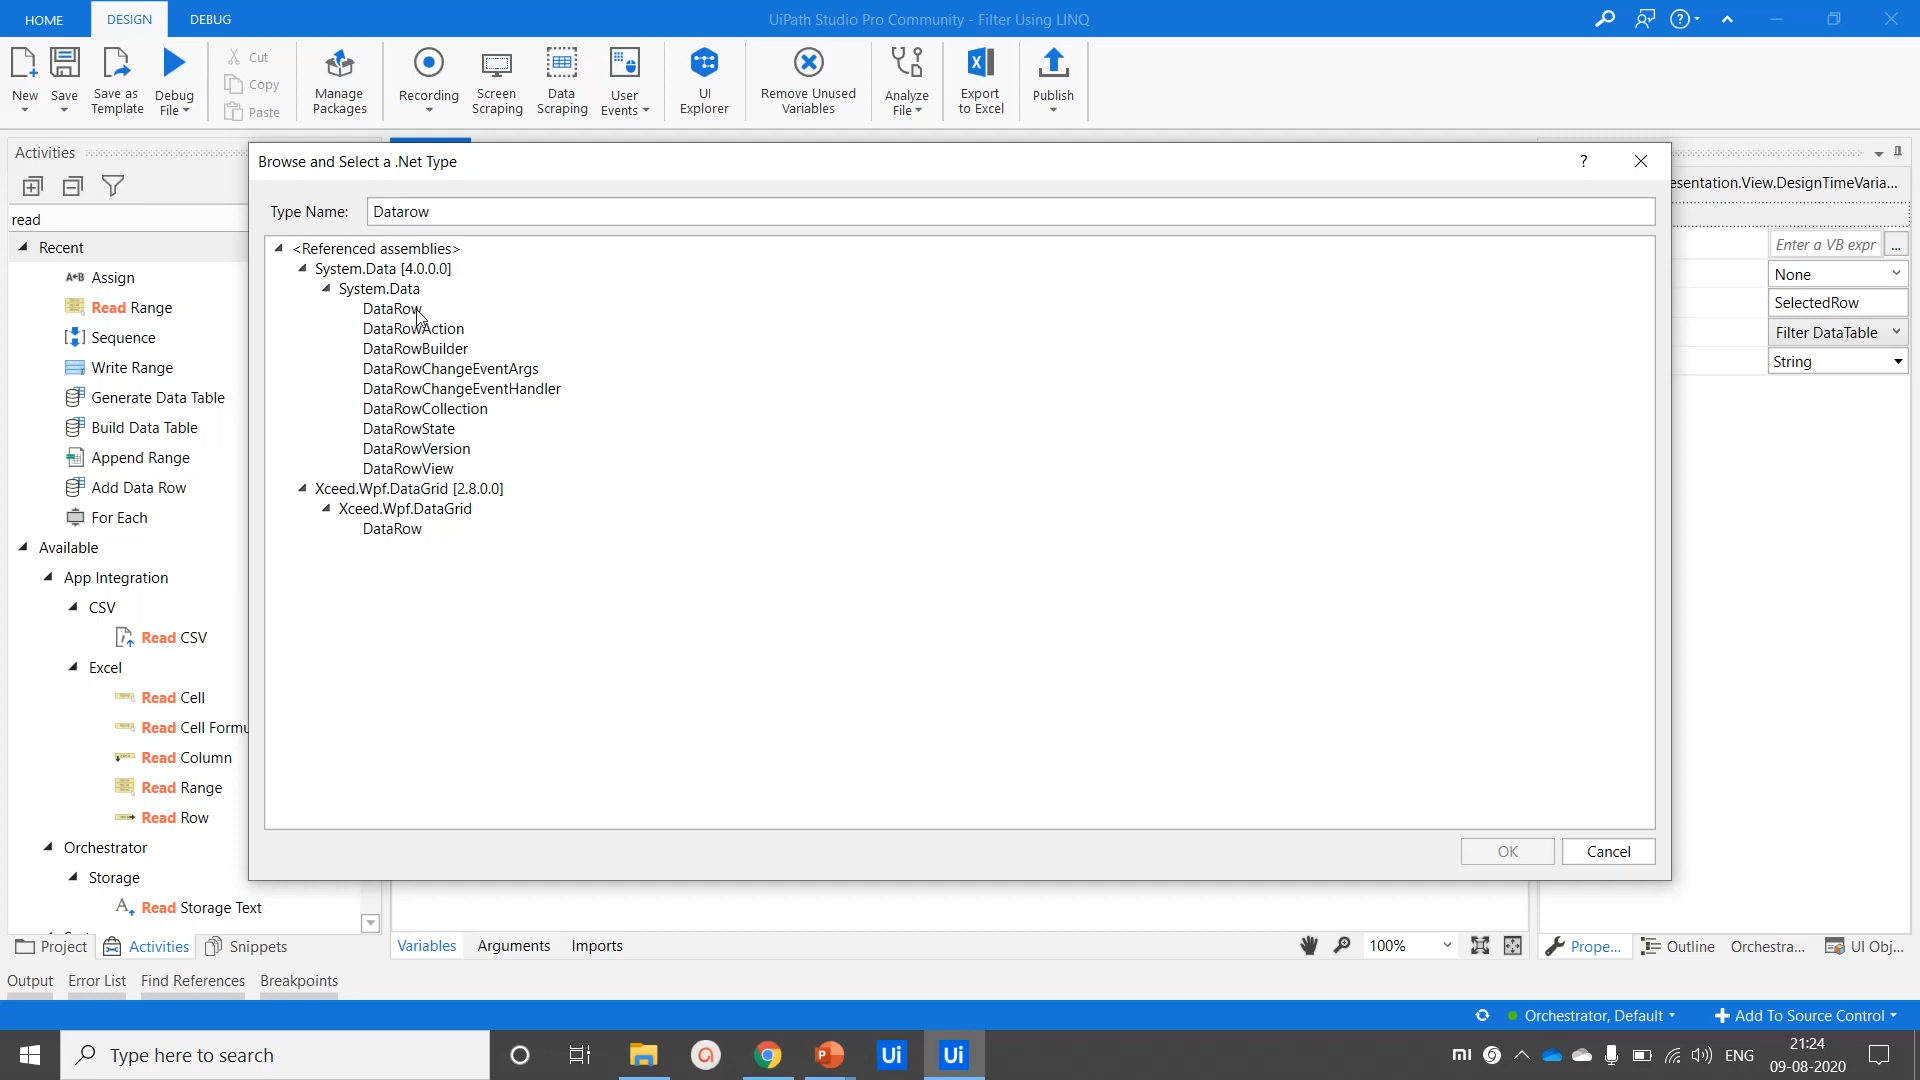 HOME
DESIGN
DEBUG
UiPath Studio Pro Community - Filter Using LINQ
New
Save
Save as
Template
Debug
File
Cut
Copy
Paste
Manage
Packages
Recording
Screen
Scraping
Data
Scraping
User
Events
UI
Explorer
Remove Unused
Variables
Analyze
File
Export
to Excel
Publish
Activities
read
Recent
Assign
Read Range
Sequence
Write Range
Generate Data Table
Build Data Table
Append Range
Add Data Row
For Each
Available
App Integration
CSV
Read CSV
Excel
Read Cell
Read Cell Formu
Read Column
Read Range
Read Row
Orchestrator
Storage
Read Storage Text
Browse and Select a .Net Type
?
Type Name:
Datarow
<Referenced assemblies>
System.Data [4.0.0.0]
System.Data
DataRow
DataRowAction
DataRowBuilder
DataRowChangeEventArgs
DataRowChangeEventHandler
DataRowCollection
DataRowState
DataRowVersion
DataRowView
Xceed.Wpf.DataGrid [2.8.0.0]
Xceed.Wpf.DataGrid
DataRow
OK
Cancel
esentation.View.DesignTimeVaria...
Enter a VB expr
...
None
SelectedRow
Filter DataTable
String
Project
Activities
Snippets
Variables
Arguments
Imports
100%
Prope...
Outline
Orchestra...
UI Obj...
Output
Error List
Find References
Breakpoints
Orchestrator, Default
Add To Source Control
Type here to search
Ui
Ui
ENG
21:24
09-08-2020